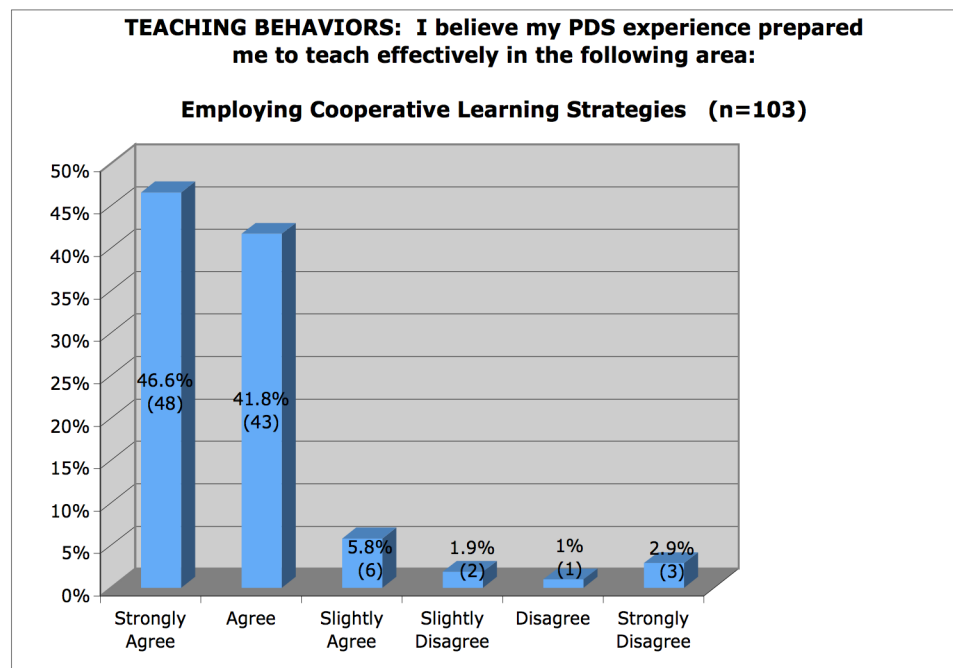 TEACHING BEHAVIORS:  I believe my PDS experience prepared
me to teach effectively in the following area:
Employing Cooperative Learning Strategies   (n=103)
50%
45%
40%
35%
30%
25%
20%
15%
10%
5%
0%
46.6%
(48)
41.8%
(43)
5.8%
(6)
1.9%
(2)
1%
(1)
2.9%
(3)
Strongly
Agree
Agree
Slightly
Agree
Slightly
Disagree
Disagree
Strongly
Disagree